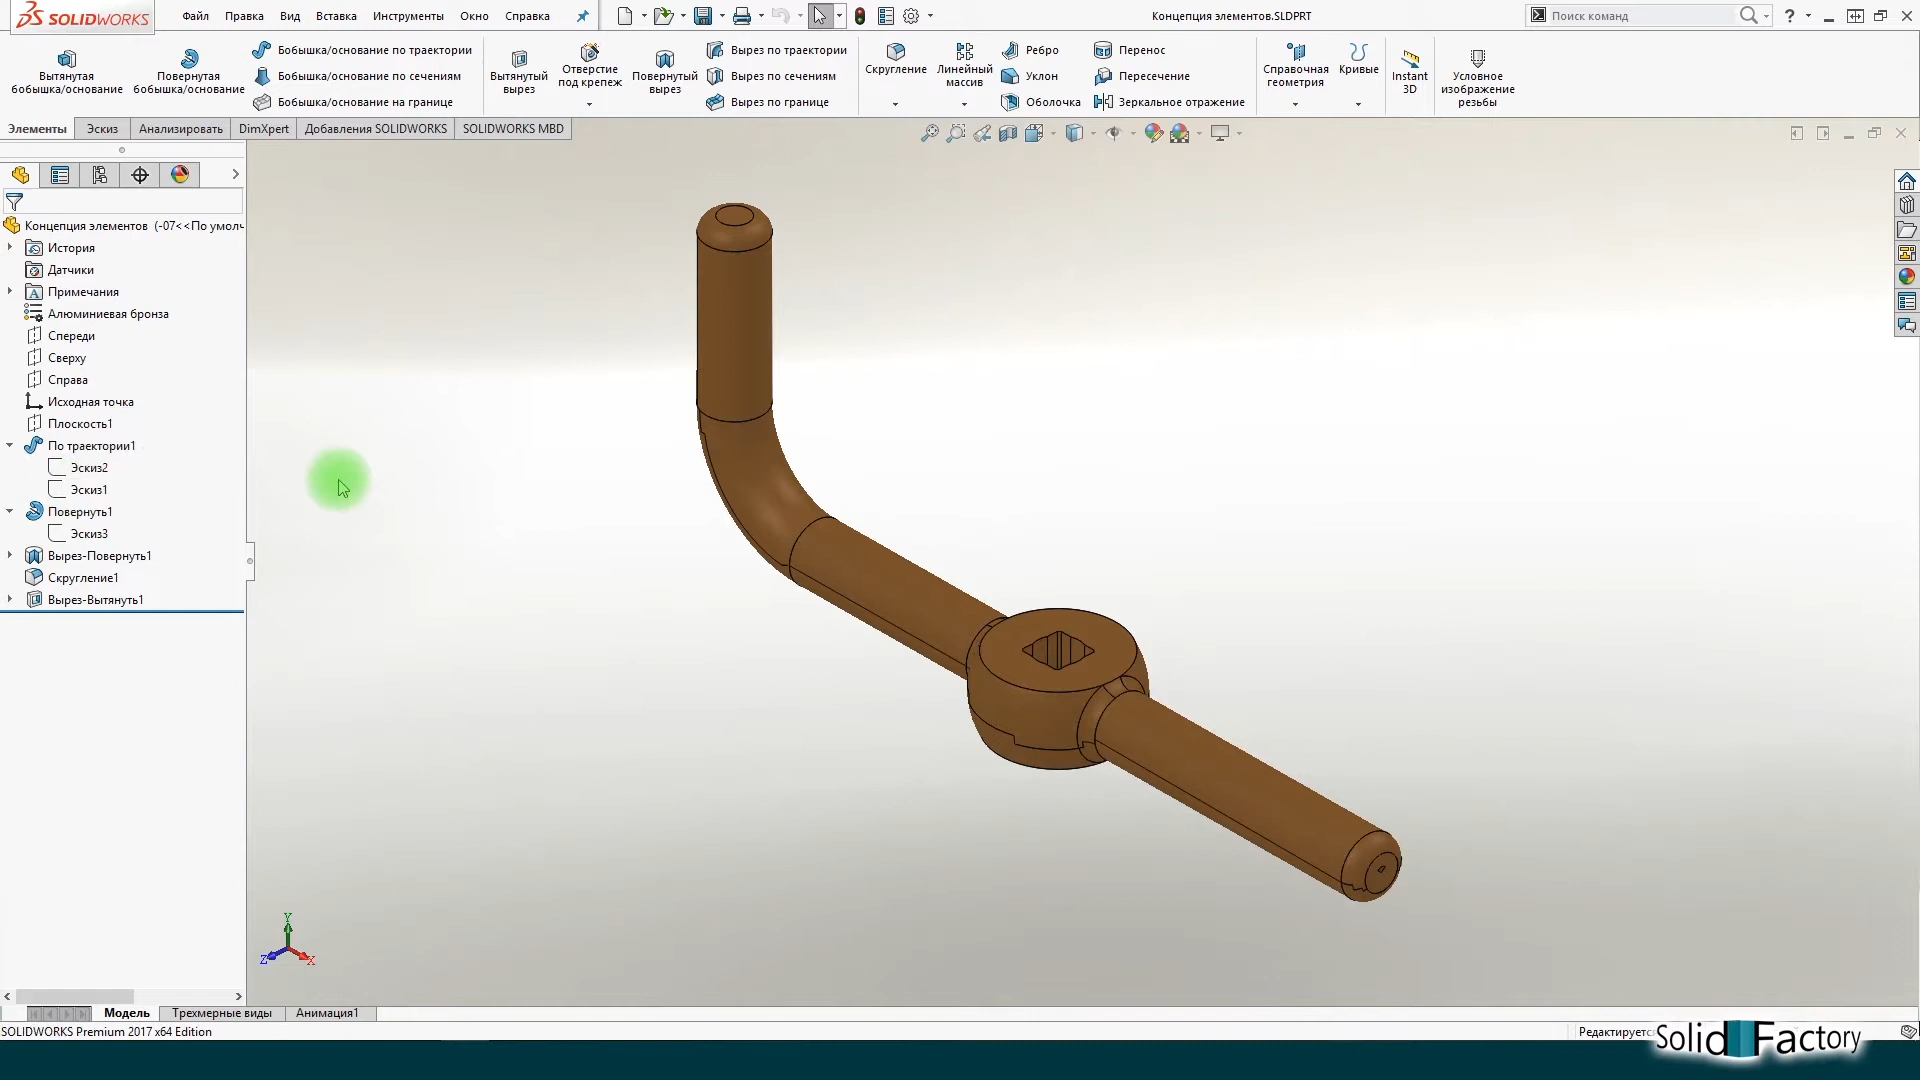 SOLIDWORKS
Файл Правка Вид Вставка Инструменты Окно Справка
Концепция элементов.SLDPRT
Поиск команд
?
Вытянутая
бобышка/основание
Повернутая
бобышка/основание
Бобышка/основание по траектории
Бобышка/основание по сечениям
Бобышка/основание на границе
Вытянутый
вырез
Отверстие
под крепеж
Повернутый
вырез
Вырез по траектории
Вырез по сечениям
Вырез по границе
Скругление
Линейный
массив
Ребро
Уклон
Оболочка
Перенос
Пересечение
Зеркальное отражение
Справочная
геометрия
Кривые
Instant
3D
Условное
изображение
резьбы
Элементы Эскиз Анализировать DimXpert Добавления SOLIDWORKS SOLIDWORKS MBD
Концепция элементов (-07<<По умолч
История
Датчики
Примечания
Алюминиевая бронза
Спереди
Сверху
Справа
Исходная точка
Плоскость1
По траектории1
Эскиз2
Эскиз1
Повернуть1
Эскиз3
Вырез-Повернуть1
Скругление1
Вырез-Вытянуть1
Y
Z
X
Модель Трехмерные виды Анимация1
SOLIDWORKS Premium 2017 x64 Edition
Редактируетс
Solid Factory